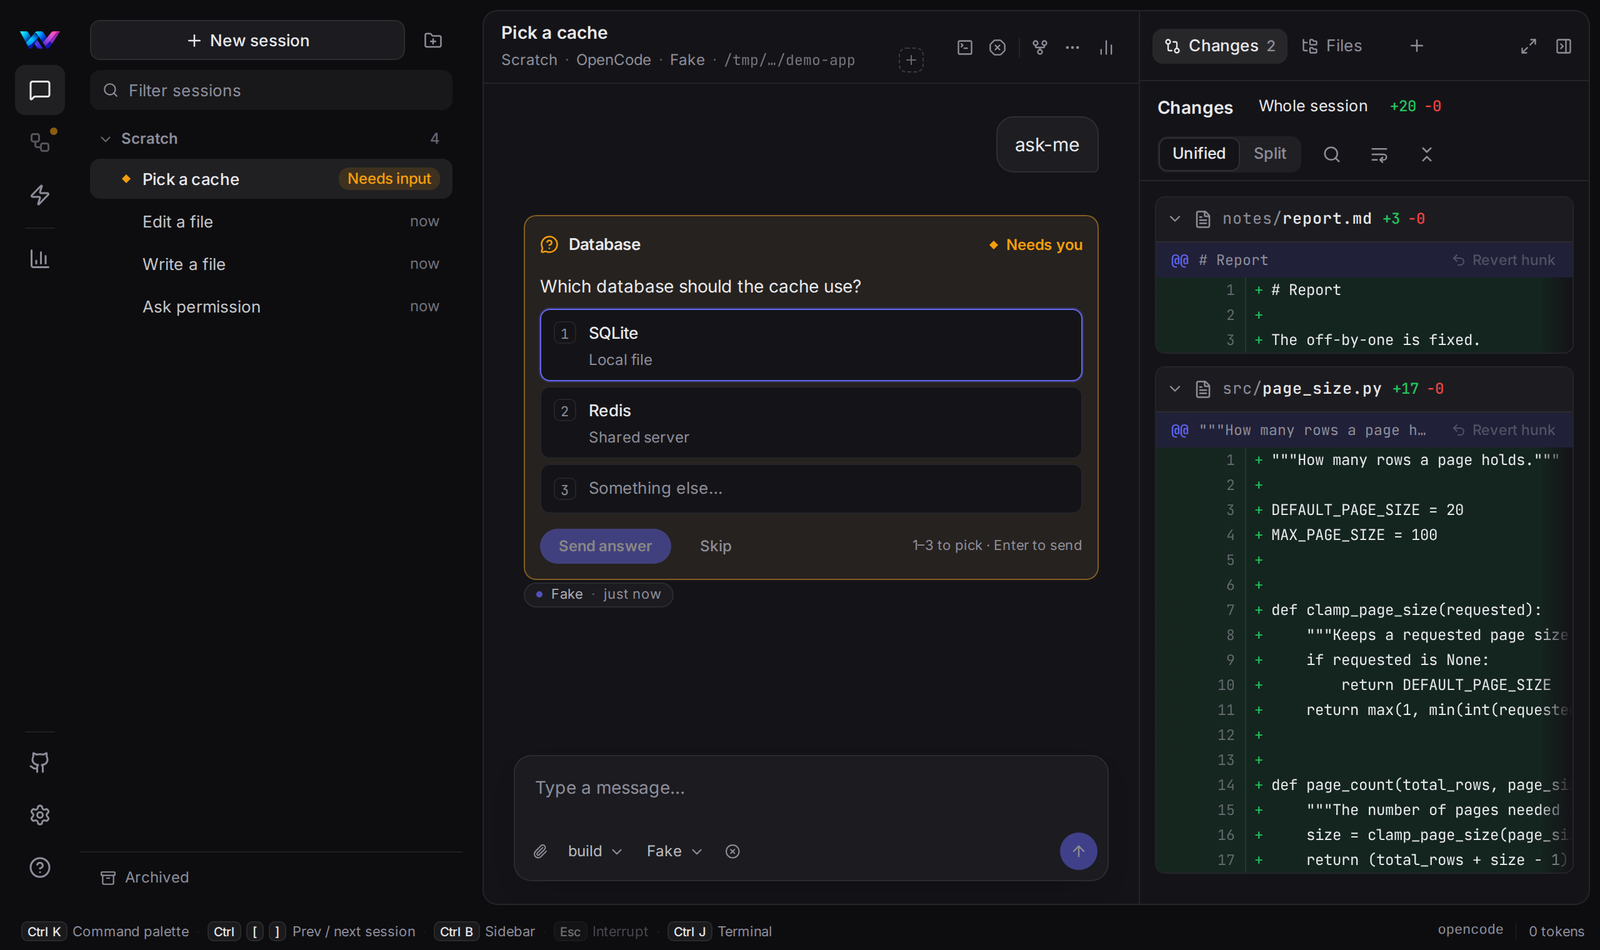 New session
Filter sessions
Scratch 4
Pick a cache Needs input
Edit a file now
Write a file now
Ask permission now
Archived
Pick a cache
Scratch · OpenCode · Fake · /tmp/…/demo-app
ask-me
Database Needs you
Which database should the cache use?
1 SQLite
Local file
2 Redis
Shared server
3 Something else…
Send answer Skip 1–3 to pick · Enter to send
Fake · just now
Type a message…
build Fake
Changes 2 Files
Changes Whole session +20 -0
Unified Split
notes/report.md +3 -0
@@ # Report Revert hunk
1 + # Report
2 +
3 + The off-by-one is fixed.
src/page_size.py +17 -0
@@ """How many rows a page h… Revert hunk
1 + """How many rows a page holds."""
2 +
3 + DEFAULT_PAGE_SIZE = 20
4 + MAX_PAGE_SIZE = 100
5 +
6 +
7 + def clamp_page_size(requested):
8 + """Keeps a requested page size
9 + if requested is None:
10 + return DEFAULT_PAGE_SIZE
11 + return max(1, min(int(requeste
12 +
13 +
14 + def page_count(total_rows, page_si
15 + """The number of pages needed
16 + size = clamp_page_size(page_si
17 + return (total_rows + size - 1)
Ctrl K Command palette Ctrl [ ] Prev / next session Ctrl B Sidebar Esc Interrupt Ctrl J Terminal opencode 0 tokens